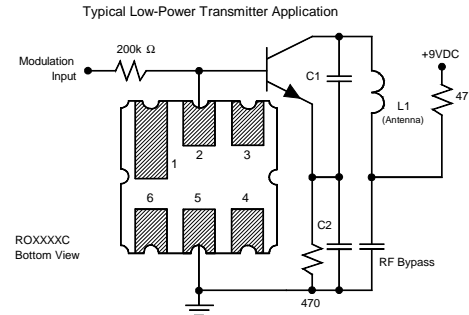 Typical Low-Power Transmitter Application
200k Ω
Modulation
Input
+9VDC
C1
47
L1
(Antenna)
1
2
3
6
5
4
C2
ROXXXXC
Bottom View
RF Bypass
470